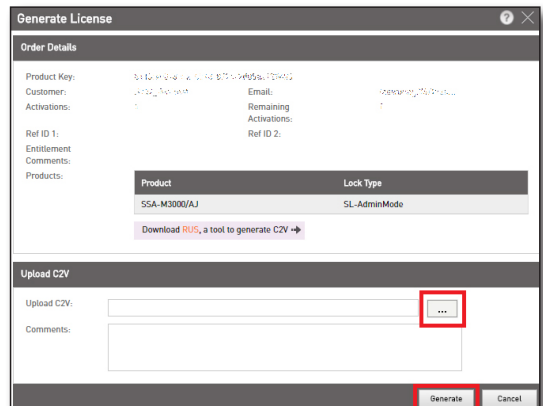 Generate License
?
Order Details
Product Key:
Customer:
Email:
Activations:
Remaining
Activations:
Ref ID 1:
Ref ID 2:
Entitlement
Comments:
Products:
Product
Lock Type
SSA-M3000/AJ
SL-AdminMode
Download RUS, a tool to generate C2V
Upload C2V
Upload C2V:
...
Comments:
Generate
Cancel